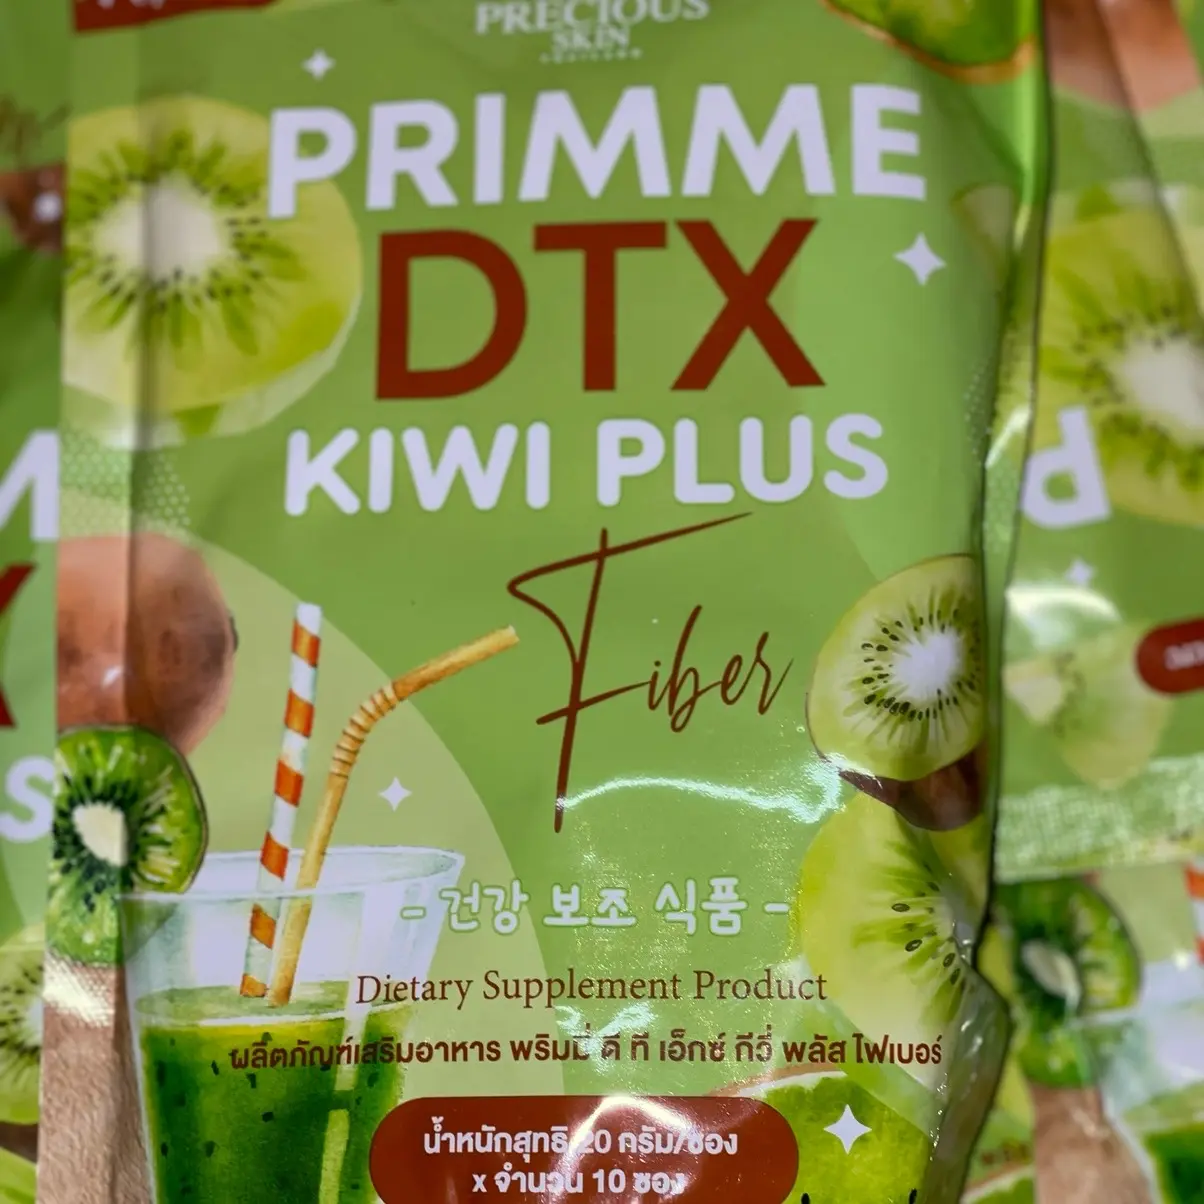 PRECIOUS
SKIN
PRIMME
DTX
KIWI PLUS
Fiber
- 건강 보조 식품 -
Dietary Supplement Product
ผลิตภัณฑ์เสริมอาหาร พริมมี่ ดี ที เอ็กซ์ กีวี่ พลัส ไฟเบอร์
น้ำหนักสุทธิ 20 กรัม/ซอง
x จำนวน 10 ซอง